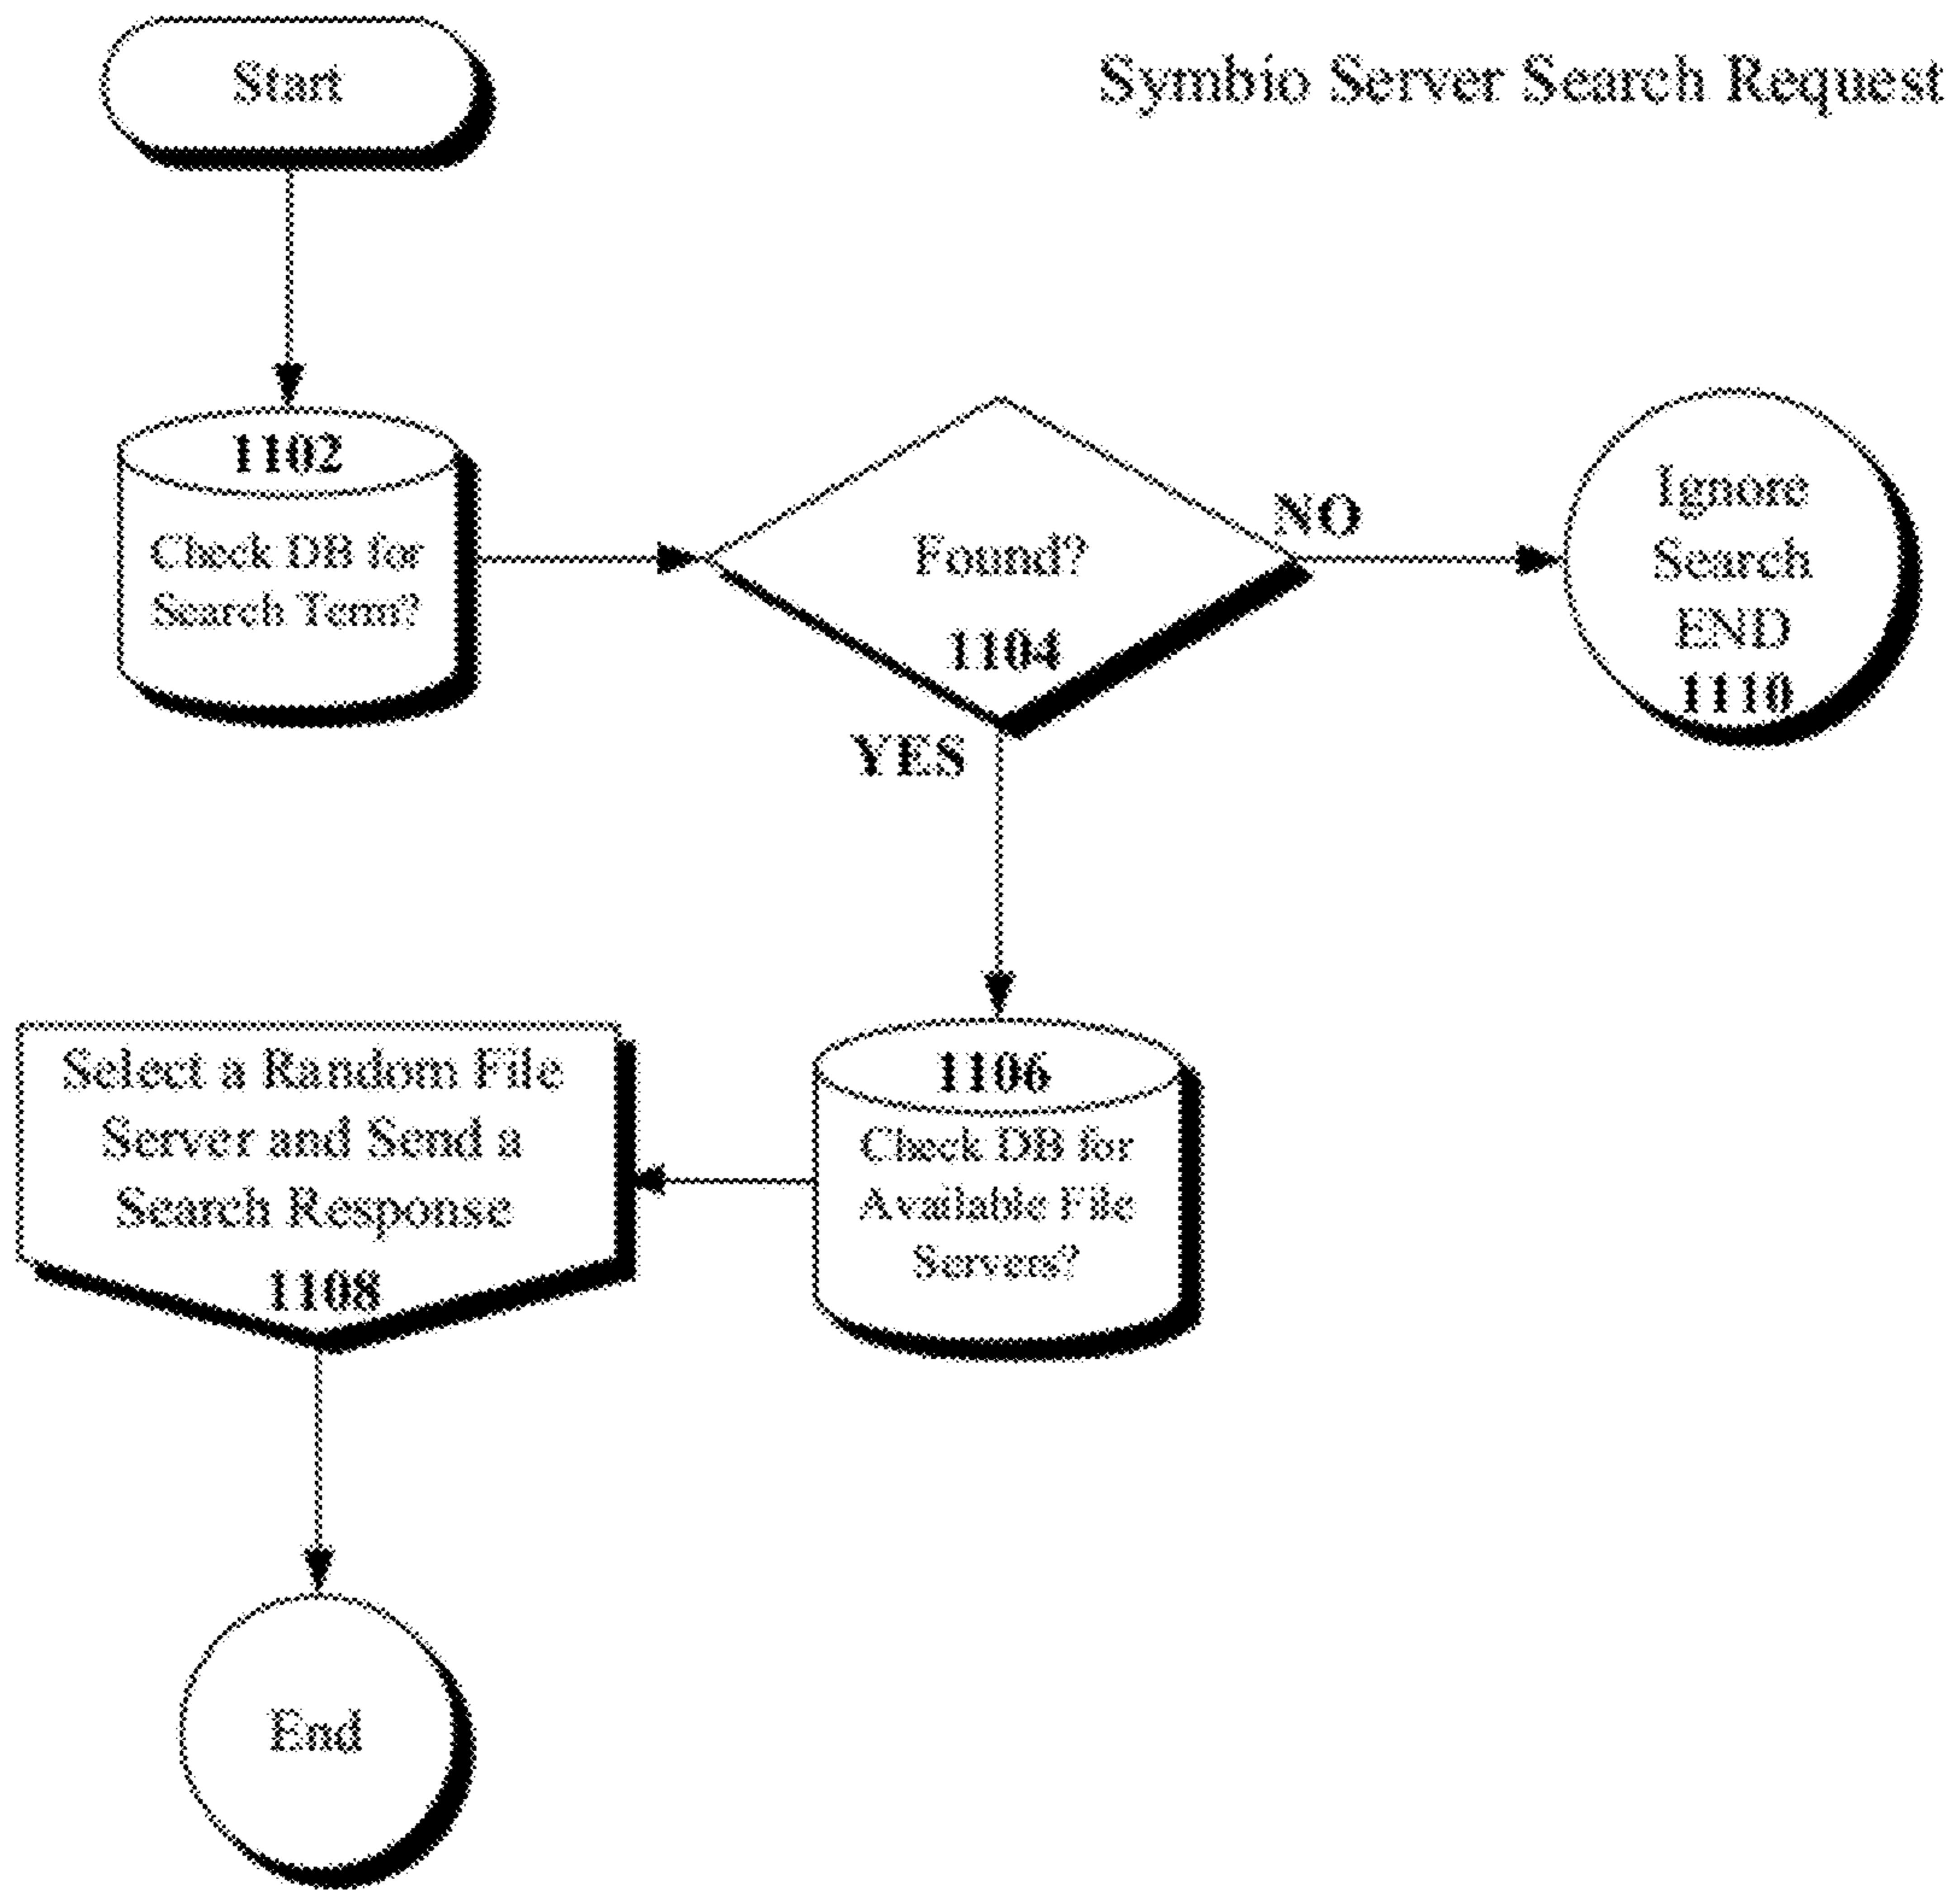 Start
Symbio Server Search Request
1102
Check DB for
Search Term?
Found?
1104
NO
YES
Ignore
Search
END
1110
1106
Check DB for
Available File
Servers?
Select a Random File
Server and Send a
Search Response
1108
End